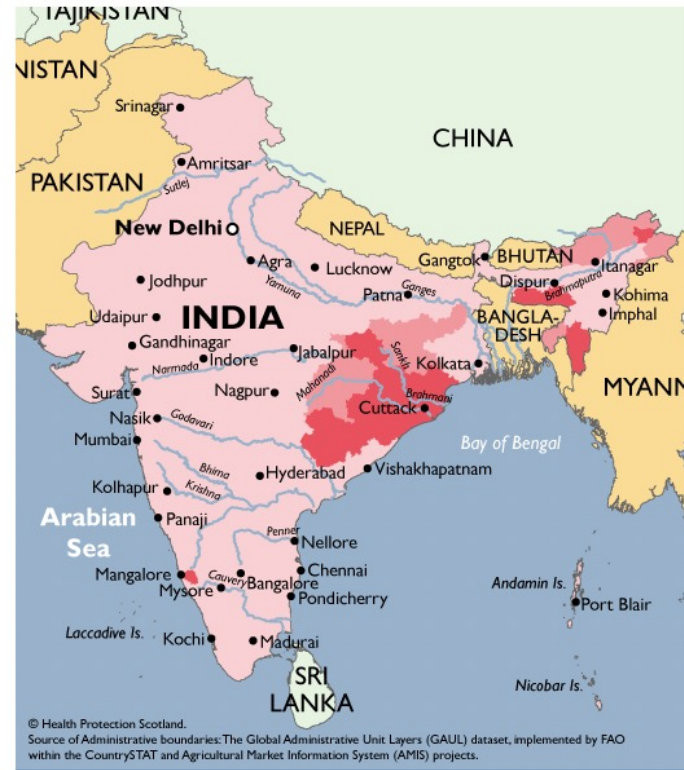 TAJIKISTAN
NISTAN
Srinagar
CHINA
Amritsar
PAKISTAN
Sutlej
New Delhi
NEPAL
Gangtok
BHUTAN
Itanagar
Agra
Lucknow
Dispur
Brahmaputra
Jodhpur
Yamuna
Patna
Ganges
Kohima
Udaipur
INDIA
BANGLA-
DESH
Imphal
Gandhinagar
Jabalpur
Sankh
Kolkata
Indore
Narmada
Mahanadi
MYANN
Surat
Nagpur
Brahmani
Cuttack
Nasik
Godavari
Mumbai
Bay of Bengal
Bhima
Hyderabad
Vishakhapatnam
Kolhapur
Krishna
Arabian
Sea
Panaji
Penner
Nellore
Mangalore
Cauvery
Bangalore
Chennai
Andamin Is.
Mysore
Pondicherry
Port Blair
Laccadive Is.
Kochi
Madurai
SRI
LANKA
Nicobar Is.
© Health Protection Scotland.
Source of Administrative boundaries: The Global Administrative Unit Layers (GAUL) dataset, implemented by FAO
within the CountrySTAT and Agricultural Market Information System (AMIS) projects.